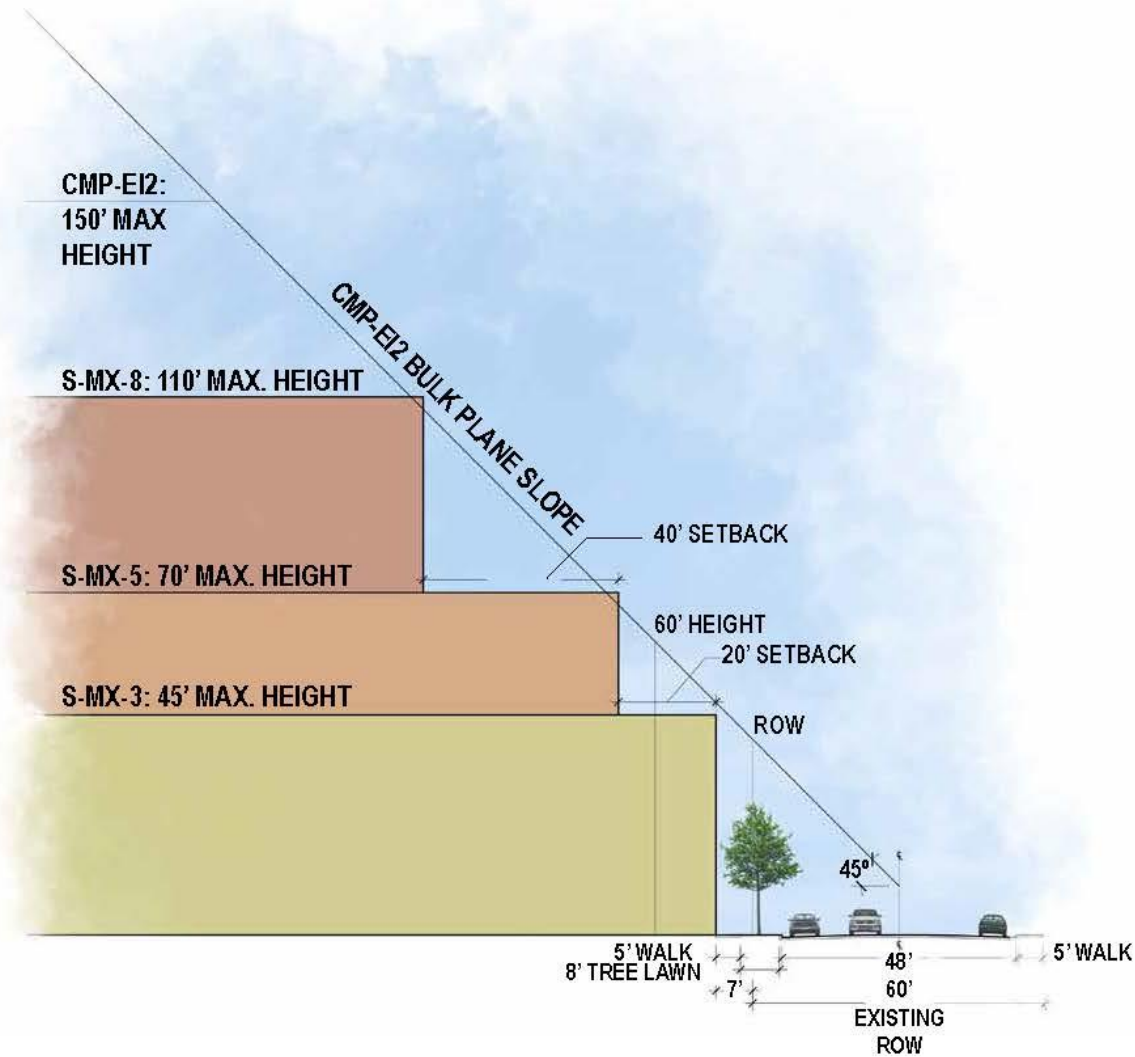 CMP-EI2:
150' MAX
HEIGHT
CMP-EI2 BULK PLANE SLOPE
S-MX-8: 110' MAX. HEIGHT
40' SETBACK
S-MX-5: 70' MAX. HEIGHT
60' HEIGHT
20' SETBACK
S-MX-3: 45' MAX. HEIGHT
ROW
45°
5' WALK
48'
5' WALK
8' TREE LAWN
7'
60'
EXISTING
ROW